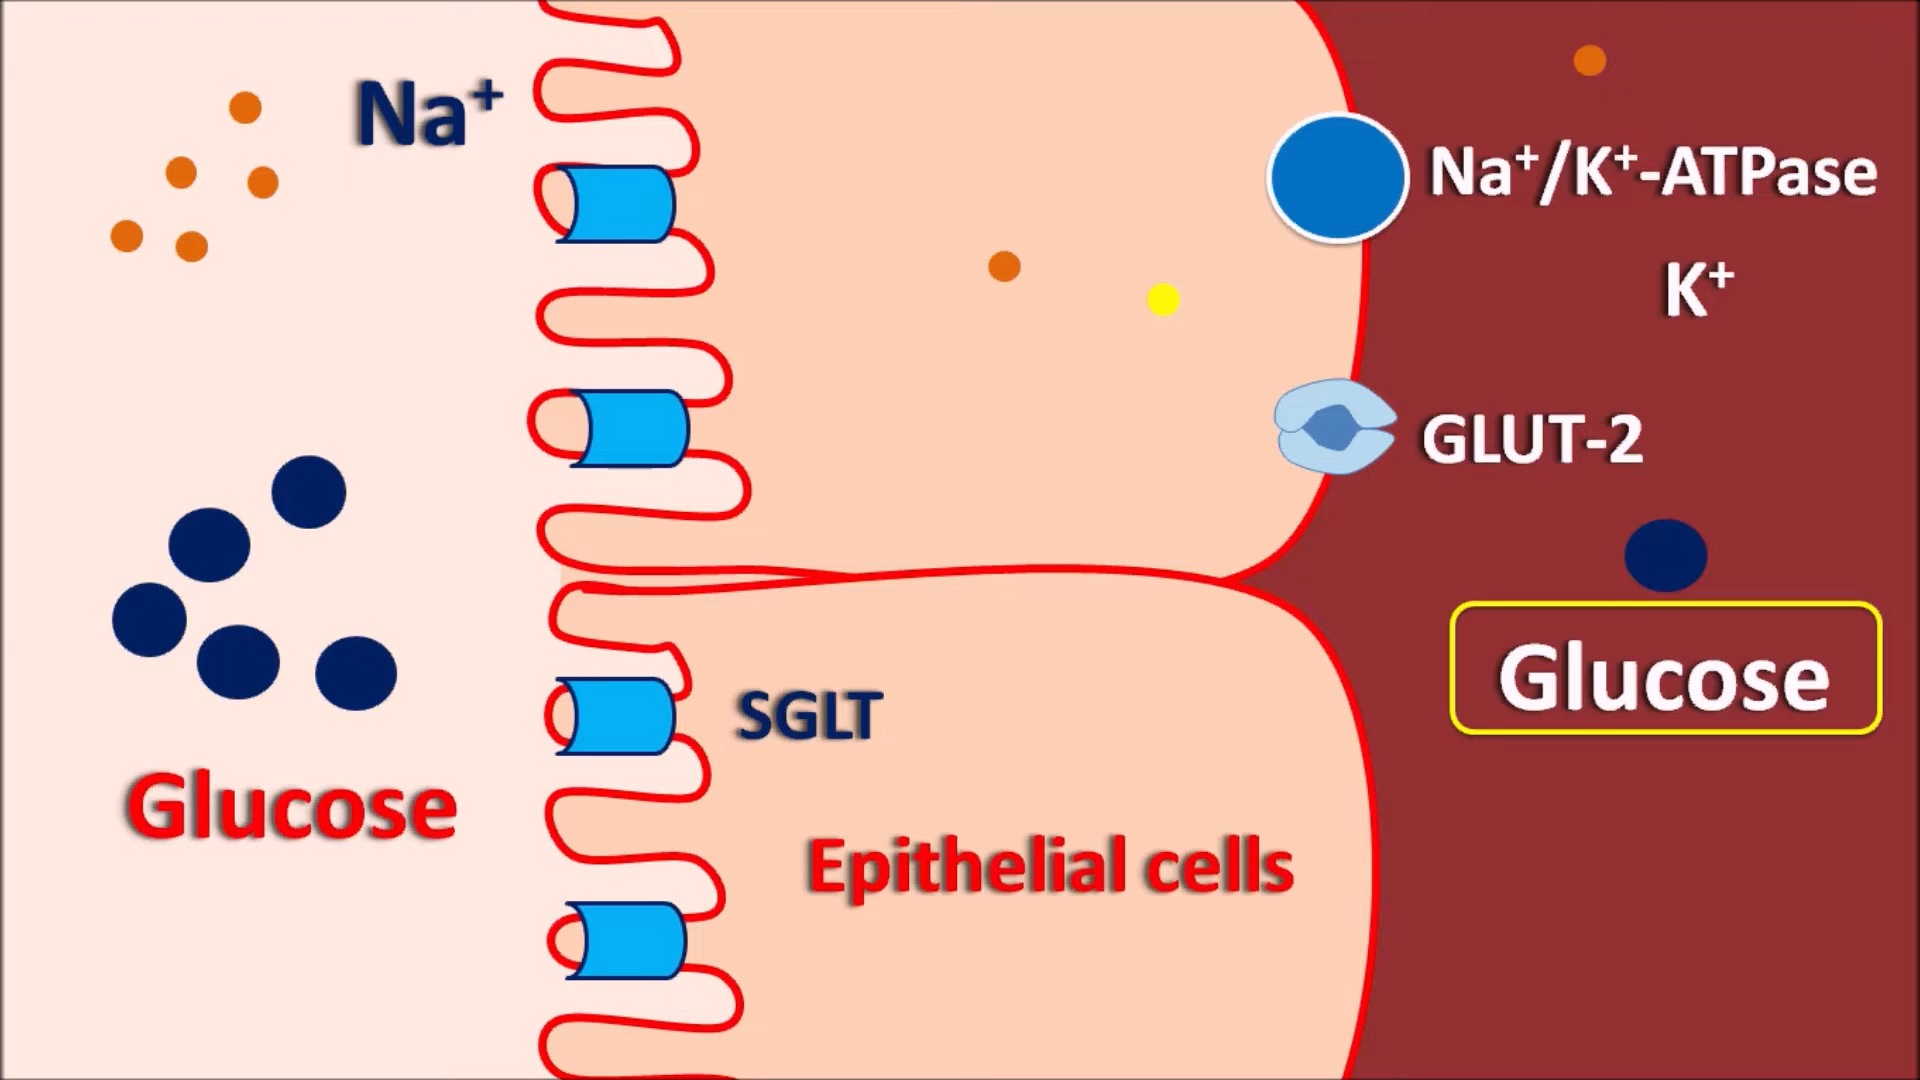 Na⁺
Na⁺/K⁺-ATPase
K⁺
GLUT-2
Glucose
SGLT
Glucose
Epithelial cells